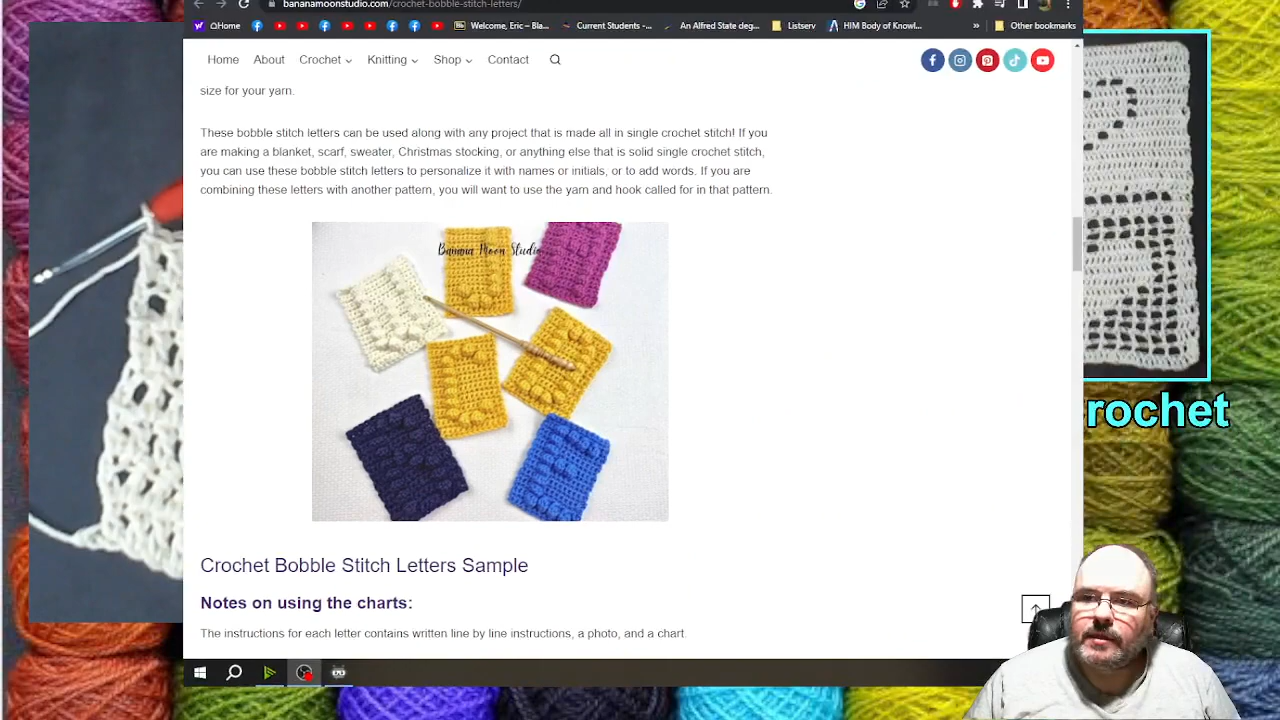 bananamoonstudio.com/crochet-bobble-stitch-letters/
Home
Welcome, Eric – Bla...
Current Students -...
An Alfred State deg...
Listserv
HIM Body of Knowl...
»
Other bookmarks
Home About Crochet Knitting Shop Contact
size for your yarn.
These bobble stitch letters can be used along with any project that is made all in single crochet stitch! If you
are making a blanket, scarf, sweater, Christmas stocking, or anything else that is solid single crochet stitch,
you can use these bobble stitch letters to personalize it with names or initials, or to add words. If you are
combining these letters with another pattern, you will want to use the yarn and hook called for in that pattern.
Banana Moon Studio
rochet
Crochet Bobble Stitch Letters Sample
Notes on using the charts:
The instructions for each letter contains written line by line instructions, a photo, and a chart.